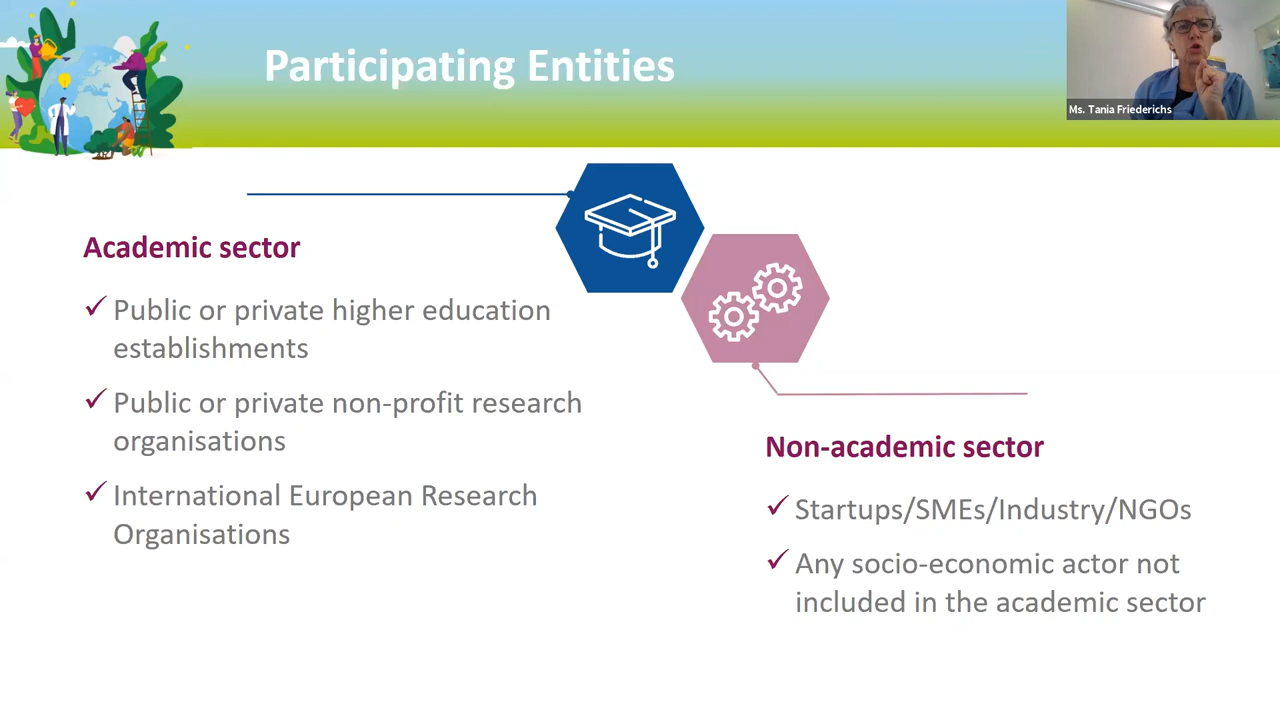 Participating Entities
Ms. Tania Friederichs
Academic sector
✓ Public or private higher education
establishments
✓ Public or private non-profit research
organisations
✓ International European Research
Organisations
Non-academic sector
✓ Startups/SMEs/Industry/NGOs
✓ Any socio-economic actor not
included in the academic sector